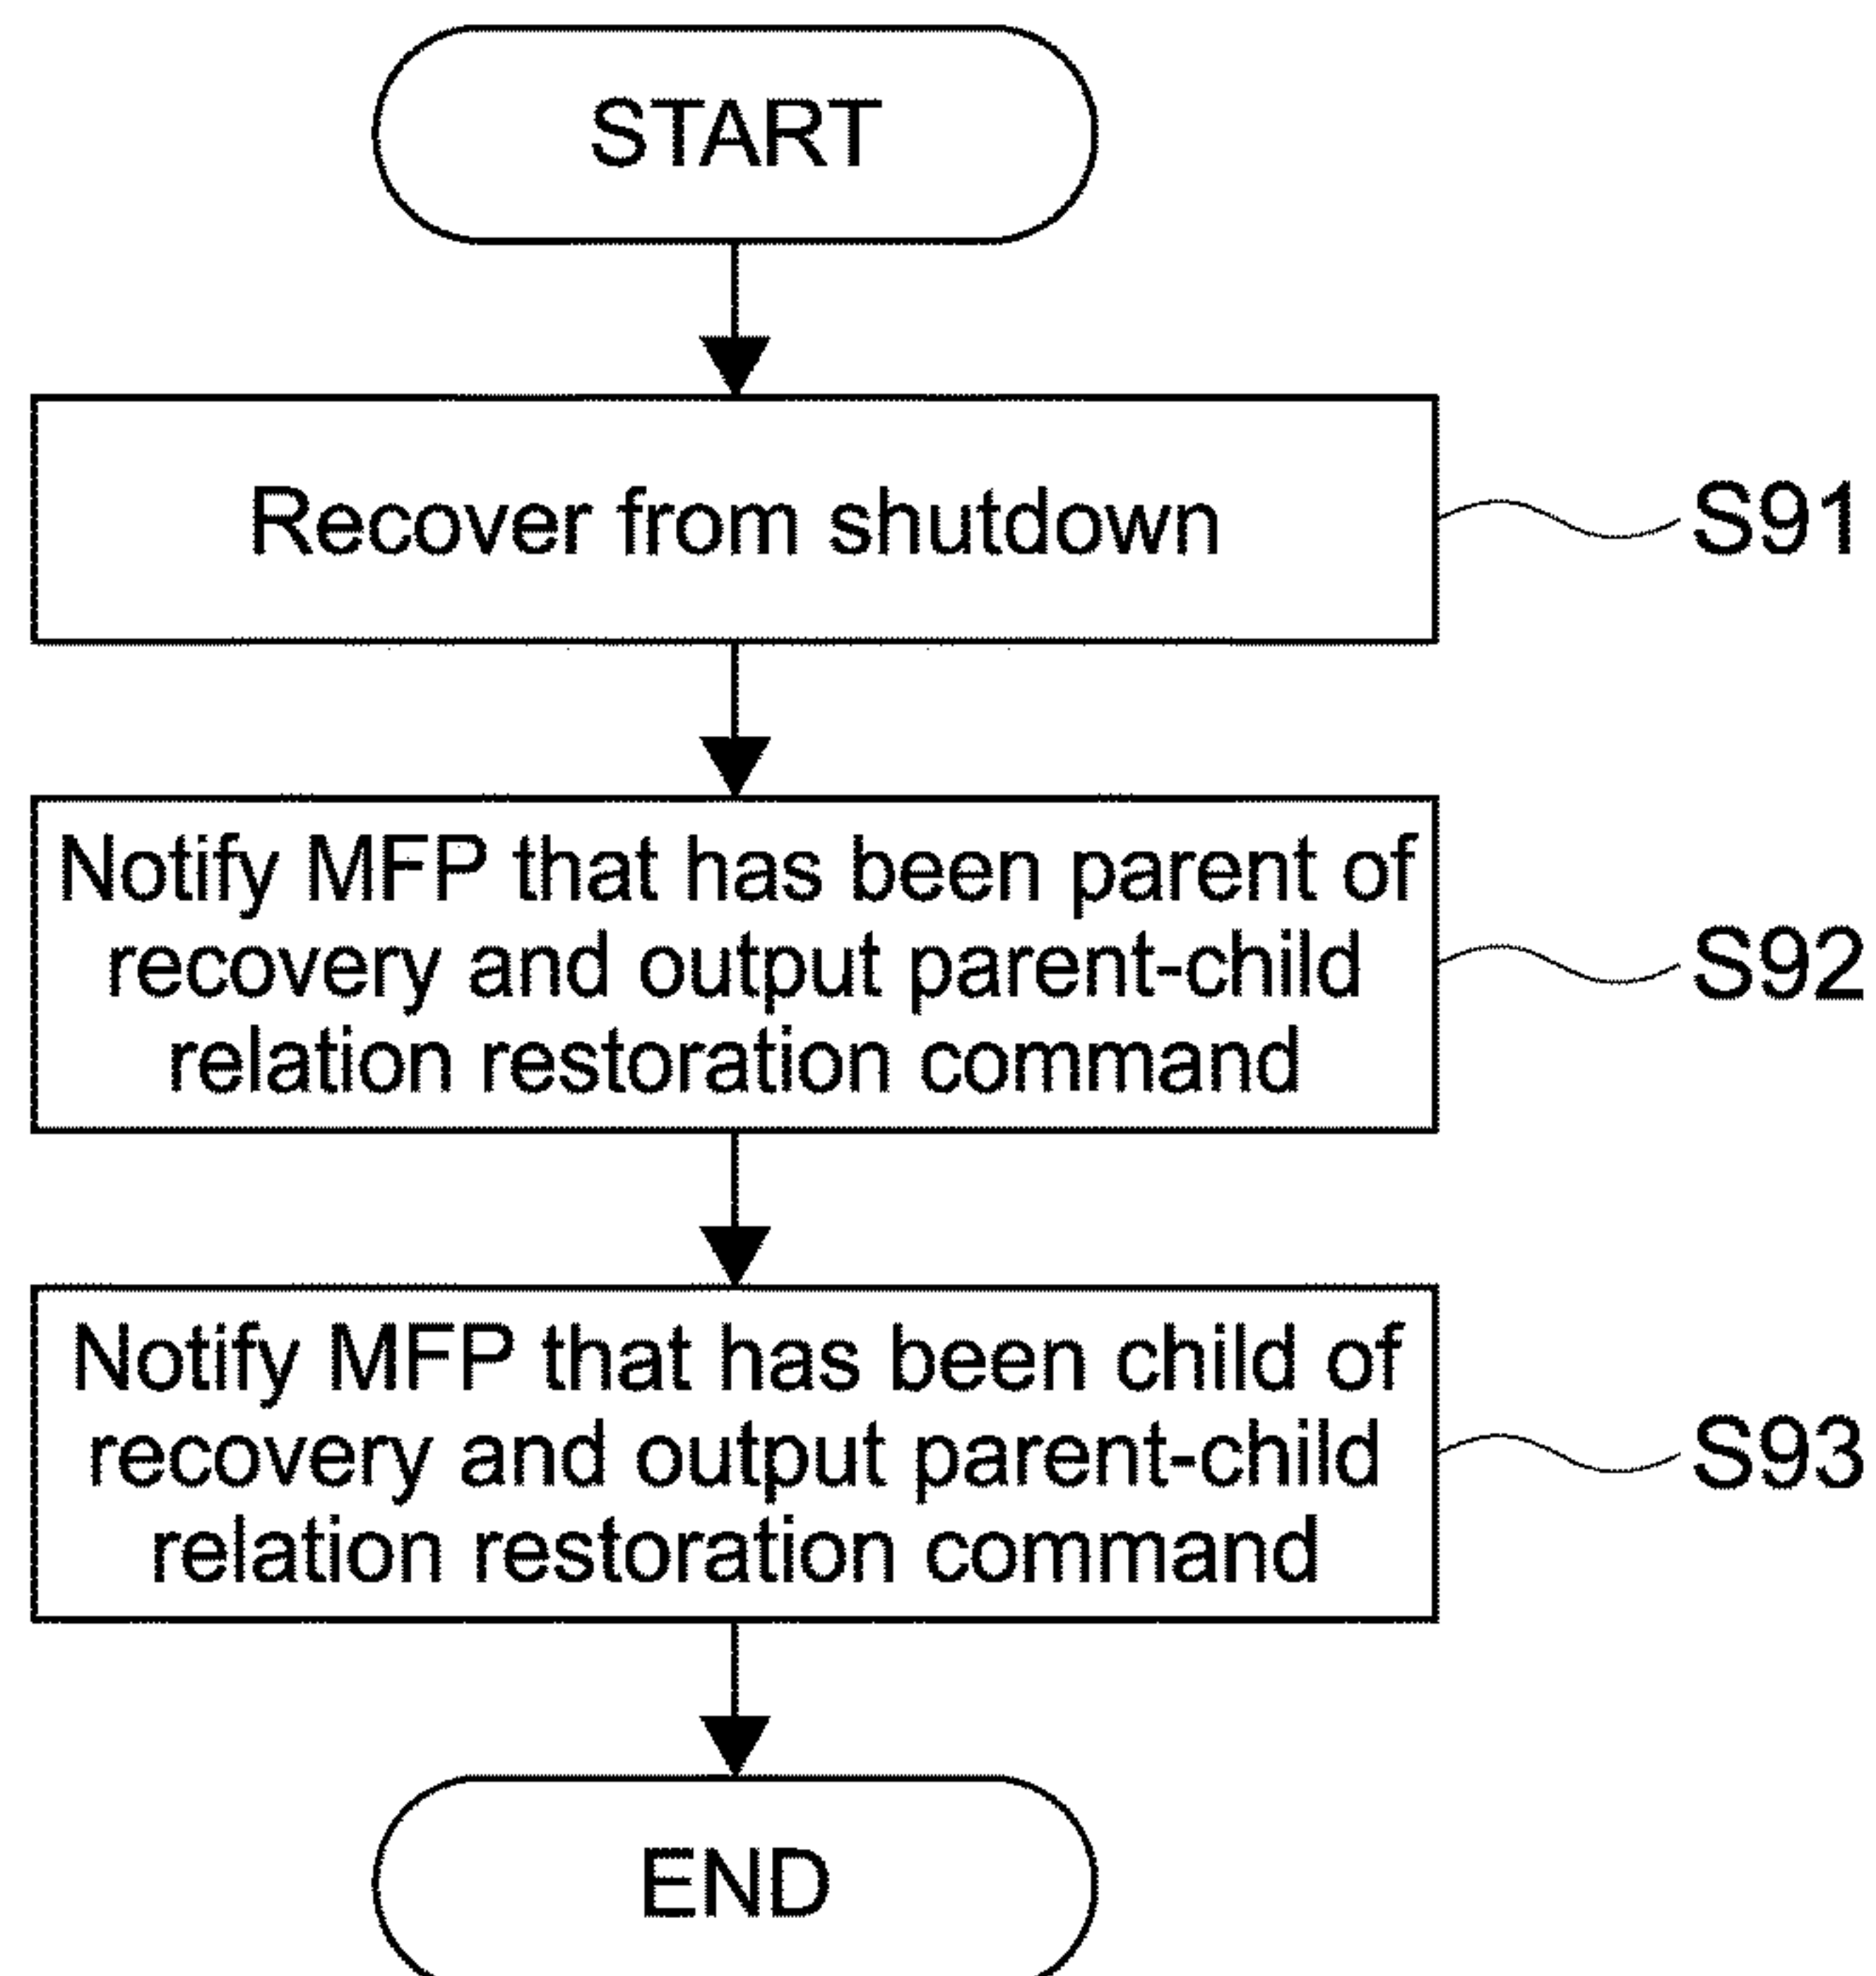 START
Recover from shutdown
S91
Notify MFP that has been parent of
recovery and output parent-child
relation restoration command
S92
Notify MFP that has been child of
recovery and output parent-child
relation restoration command
S93
END